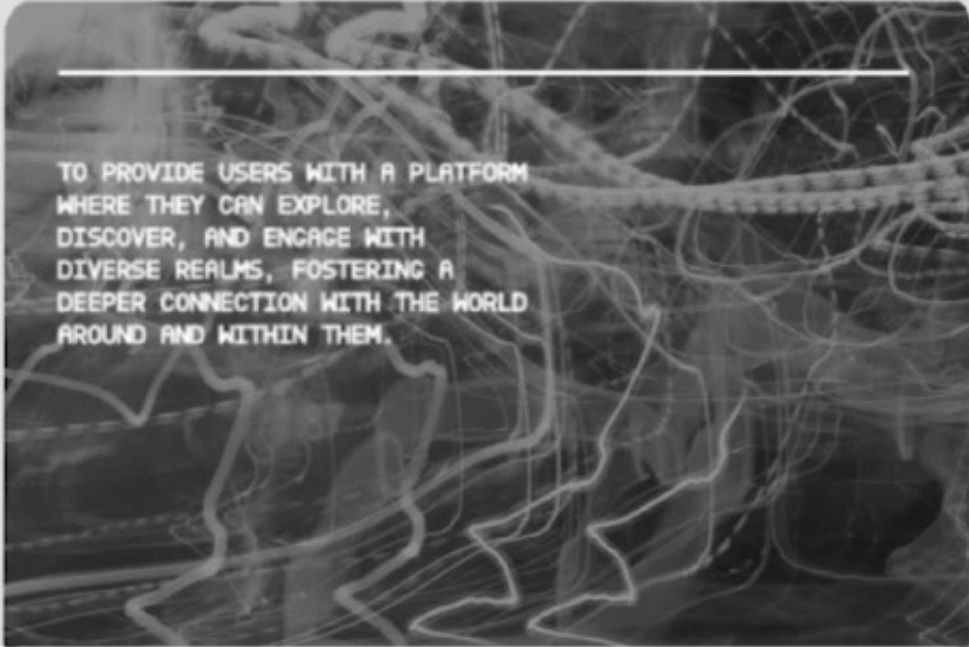 TO PROVIDE USERS WITH A PLATFORM
WHERE THEY CAN EXPLORE,
DISCOVER, AND ENGAGE WITH
DIVERSE REALMS, FOSTERING A
DEEPER CONNECTION WITH THE WORLD
AROUND AND WITHIN THEM.